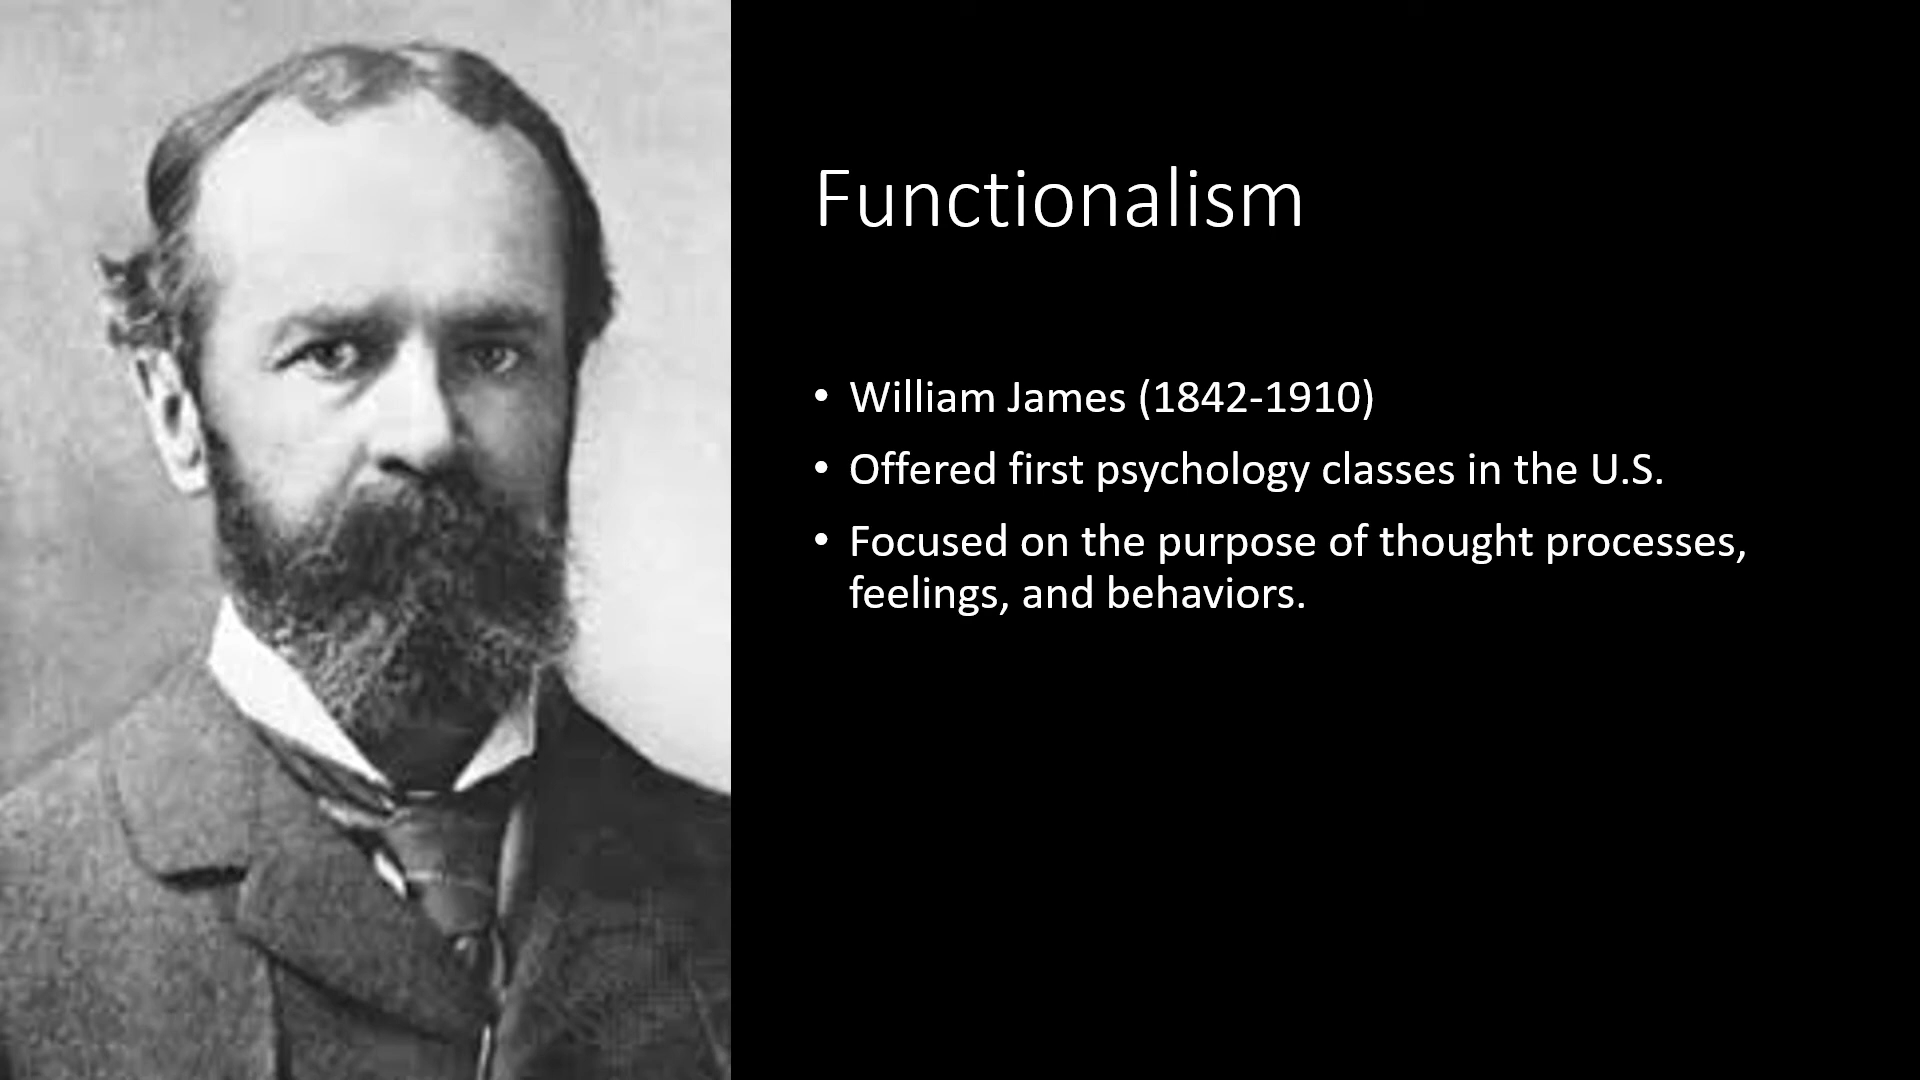 Functionalism
• William James (1842-1910)
• Offered first psychology classes in the U.S.
• Focused on the purpose of thought processes,
feelings, and behaviors.